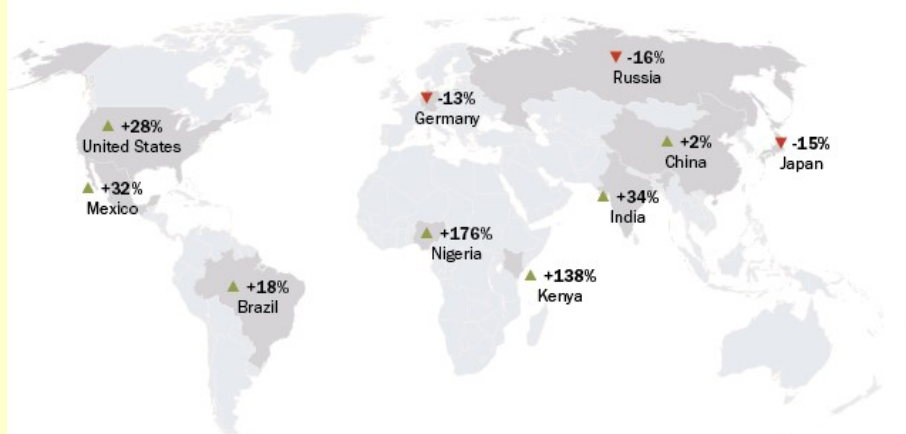 -16%
Russia
-13%
Germany
+28%
United States
+2%
China
-15%
Japan
+32%
Mexico
+34%
India
+176%
Nigeria
+138%
Kenya
+18%
Brazil